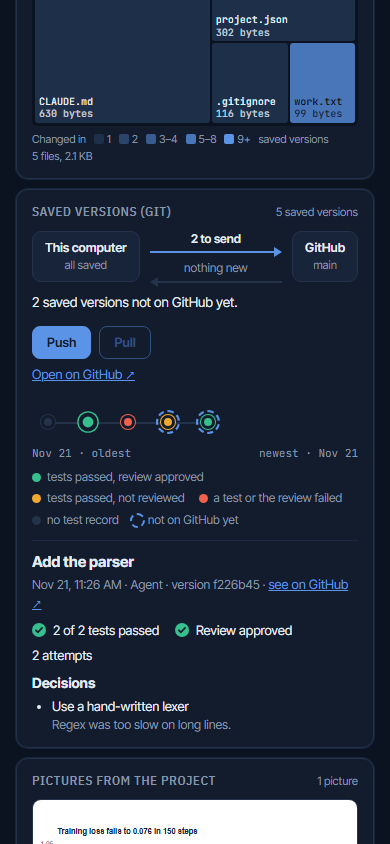 project.json
302 bytes
CLAUDE.md
630 bytes
.gitignore
116 bytes
work.txt
99 bytes
Changed in 1 2 3–4 5–8 9+ saved versions
5 files, 2.1 KB
SAVED VERSIONS (GIT)
5 saved versions
This computer
all saved
2 to send
nothing new
GitHub
main
2 saved versions not on GitHub yet.
Push
Pull
Open on GitHub ↗
Nov 21 · oldest
newest · Nov 21
tests passed, review approved
tests passed, not reviewed
a test or the review failed
no test record
not on GitHub yet
Add the parser
Nov 21, 11:26 AM · Agent · version f226b45 · see on GitHub
↗
2 of 2 tests passed
Review approved
2 attempts
Decisions
• Use a hand-written lexer
Regex was too slow on long lines.
PICTURES FROM THE PROJECT
1 picture
Training loss falls to 0.076 in 150 steps